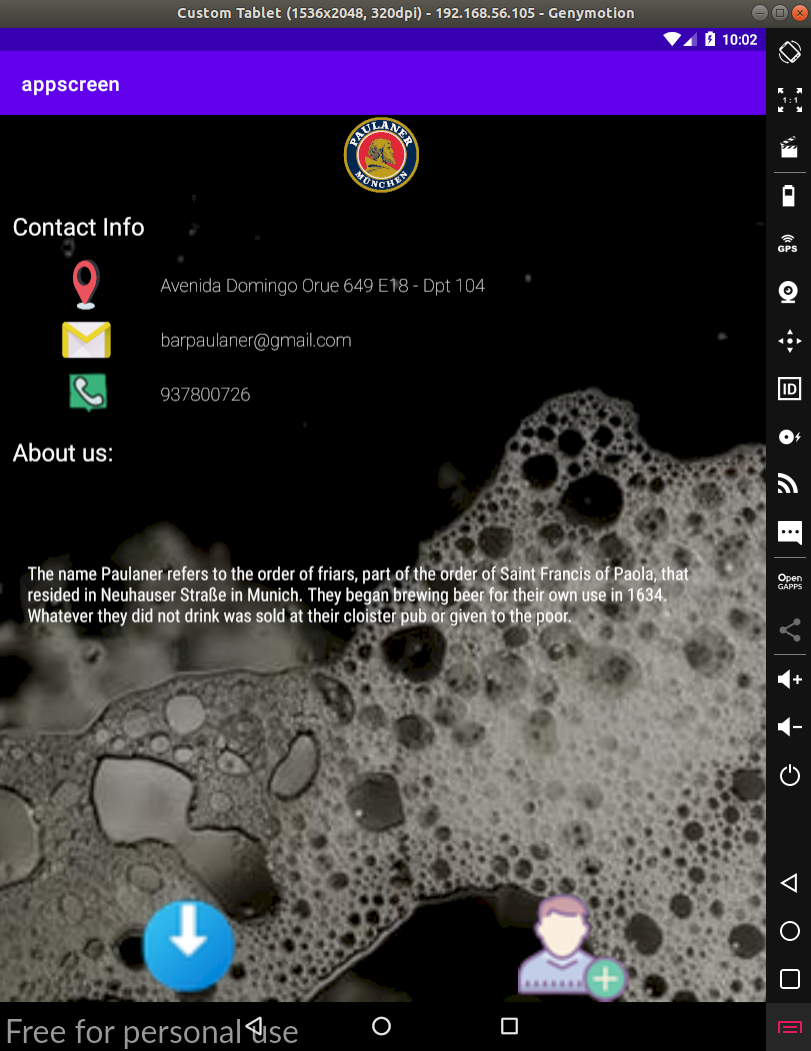 Custom Tablet (1536x2048, 320dpi) - 192.168.56.105 - Genymotion
10:02
appscreen
PAULANER
MÜNCHEN
1:1
Contact Info
GPS
Avenida Domingo Orue 649 E18 - Dpt 104
barpaulaner@gmail.com
ID
937800726
About us:
Open
GAPPS
The name Paulaner refers to the order of friars, part of the order of Saint Francis of Paola, that
resided in Neuhauser Straße in Munich. They began brewing beer for their own use in 1634.
Whatever they did not drink was sold at their cloister pub or given to the poor.
Free for personal use